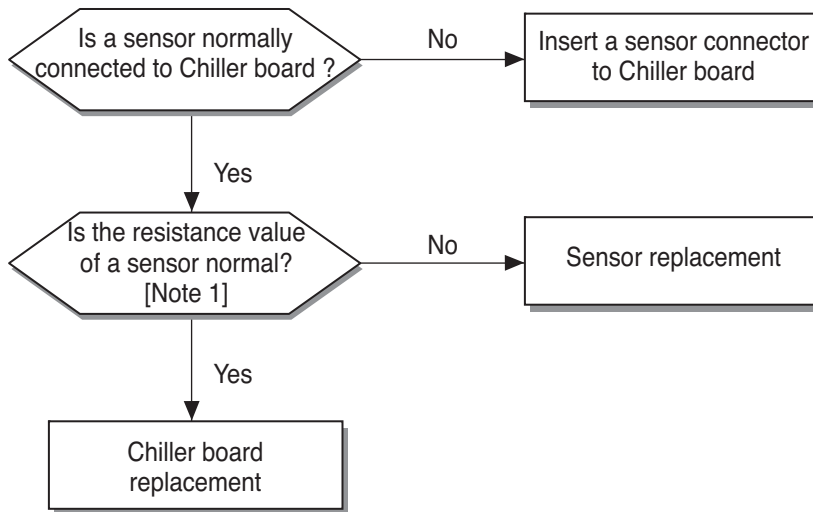 Is a sensor normally
connected to Chiller board ?
No
Insert a sensor connector
to Chiller board
Yes
Is the resistance value
of a sensor normal?
[Note 1]
No
Sensor replacement
Yes
Chiller board
replacement